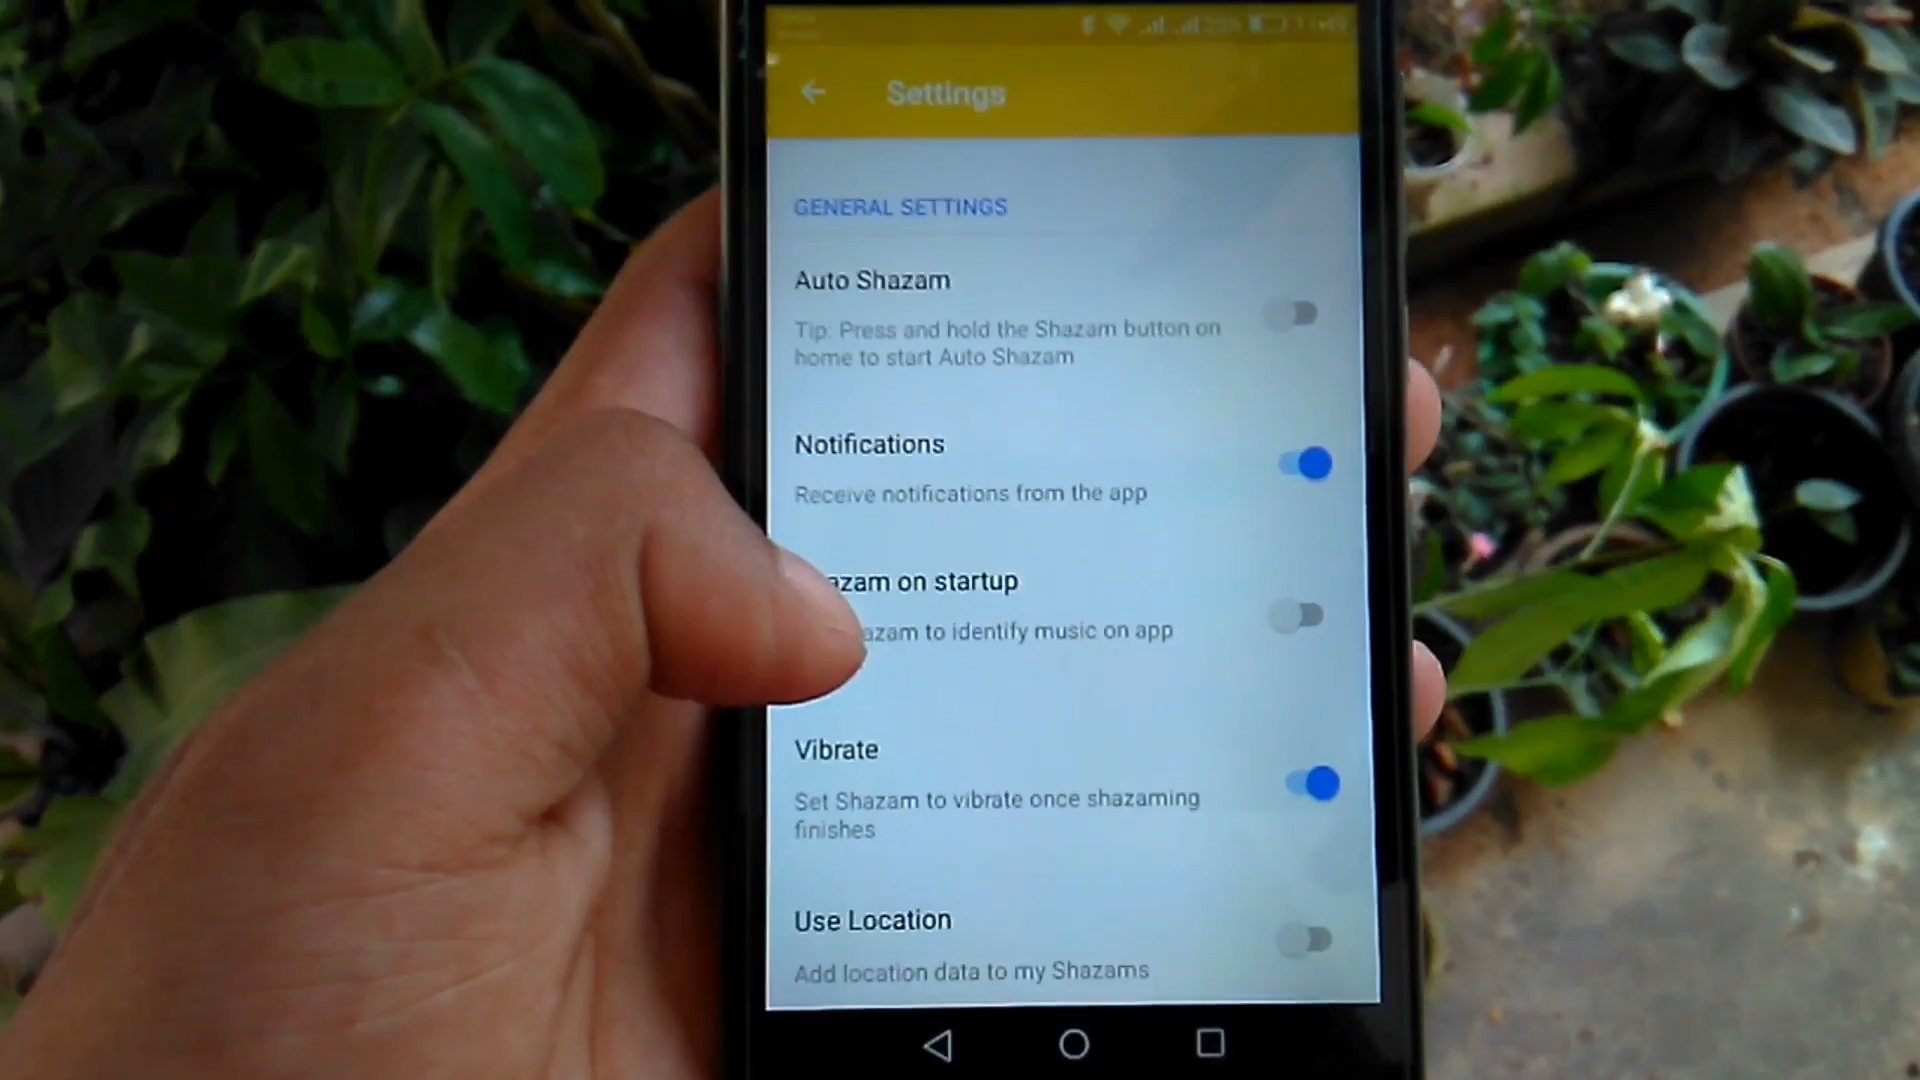 Settings
GENERAL SETTINGS
Auto Shazam
Tip: Press and hold the Shazam button on
home to start Auto Shazam
Notifications
Receive notifications from the app
azam on startup
azam to identify music on app
Vibrate
Set Shazam to vibrate once shazaming
finishes
Use Location
Add location data to my Shazams